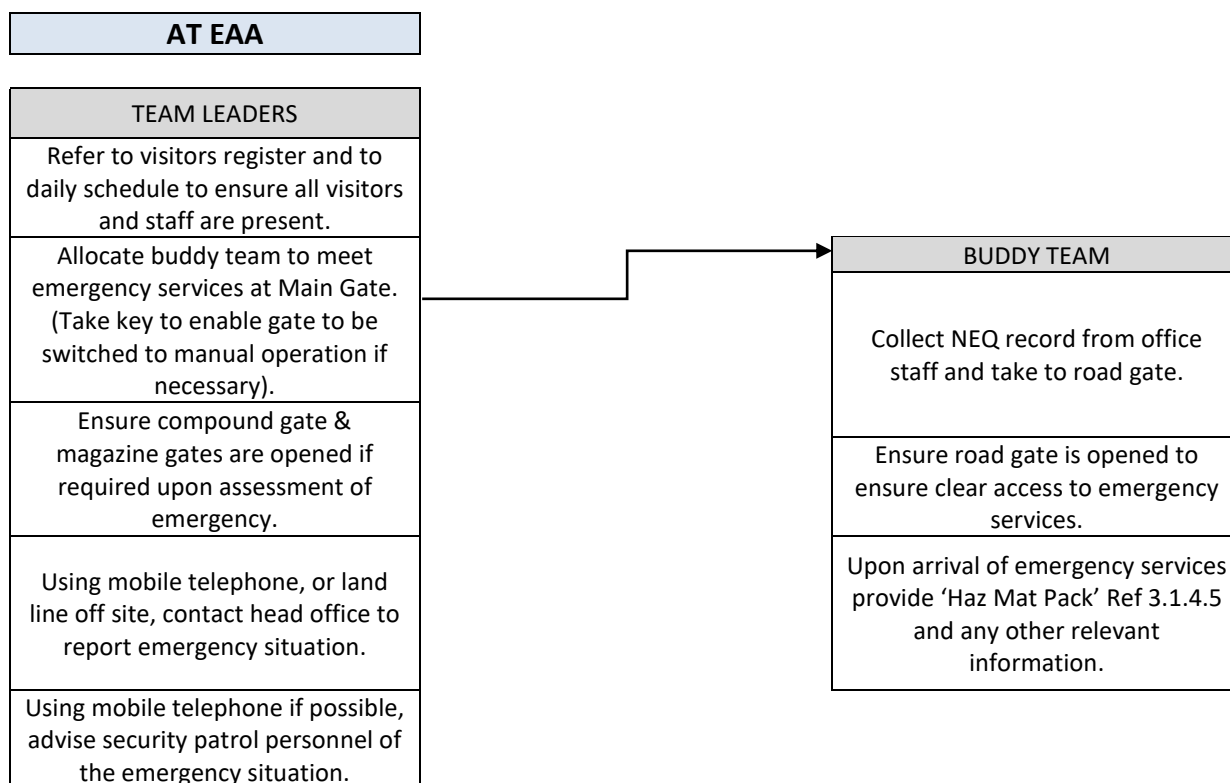 AT EAA
TEAM LEADERS
Refer to visitors register and to
daily schedule to ensure all visitors
and staff are present.
Allocate buddy team to meet
emergency services at Main Gate.
(Take key to enable gate to be
switched to manual operation if
necessary).
Ensure compound gate &
magazine gates are opened if
required upon assessment of
emergency.
Using mobile telephone, or land
line off site, contact head office to
report emergency situation.
Using mobile telephone if possible,
advise security patrol personnel of
the emergency situation.
BUDDY TEAM
Collect NEQ record from office
staff and take to road gate.
Ensure road gate is opened to
ensure clear access to emergency
services.
Upon arrival of emergency services
provide ‘Haz Mat Pack’ Ref 3.1.4.5
and any other relevant
information.